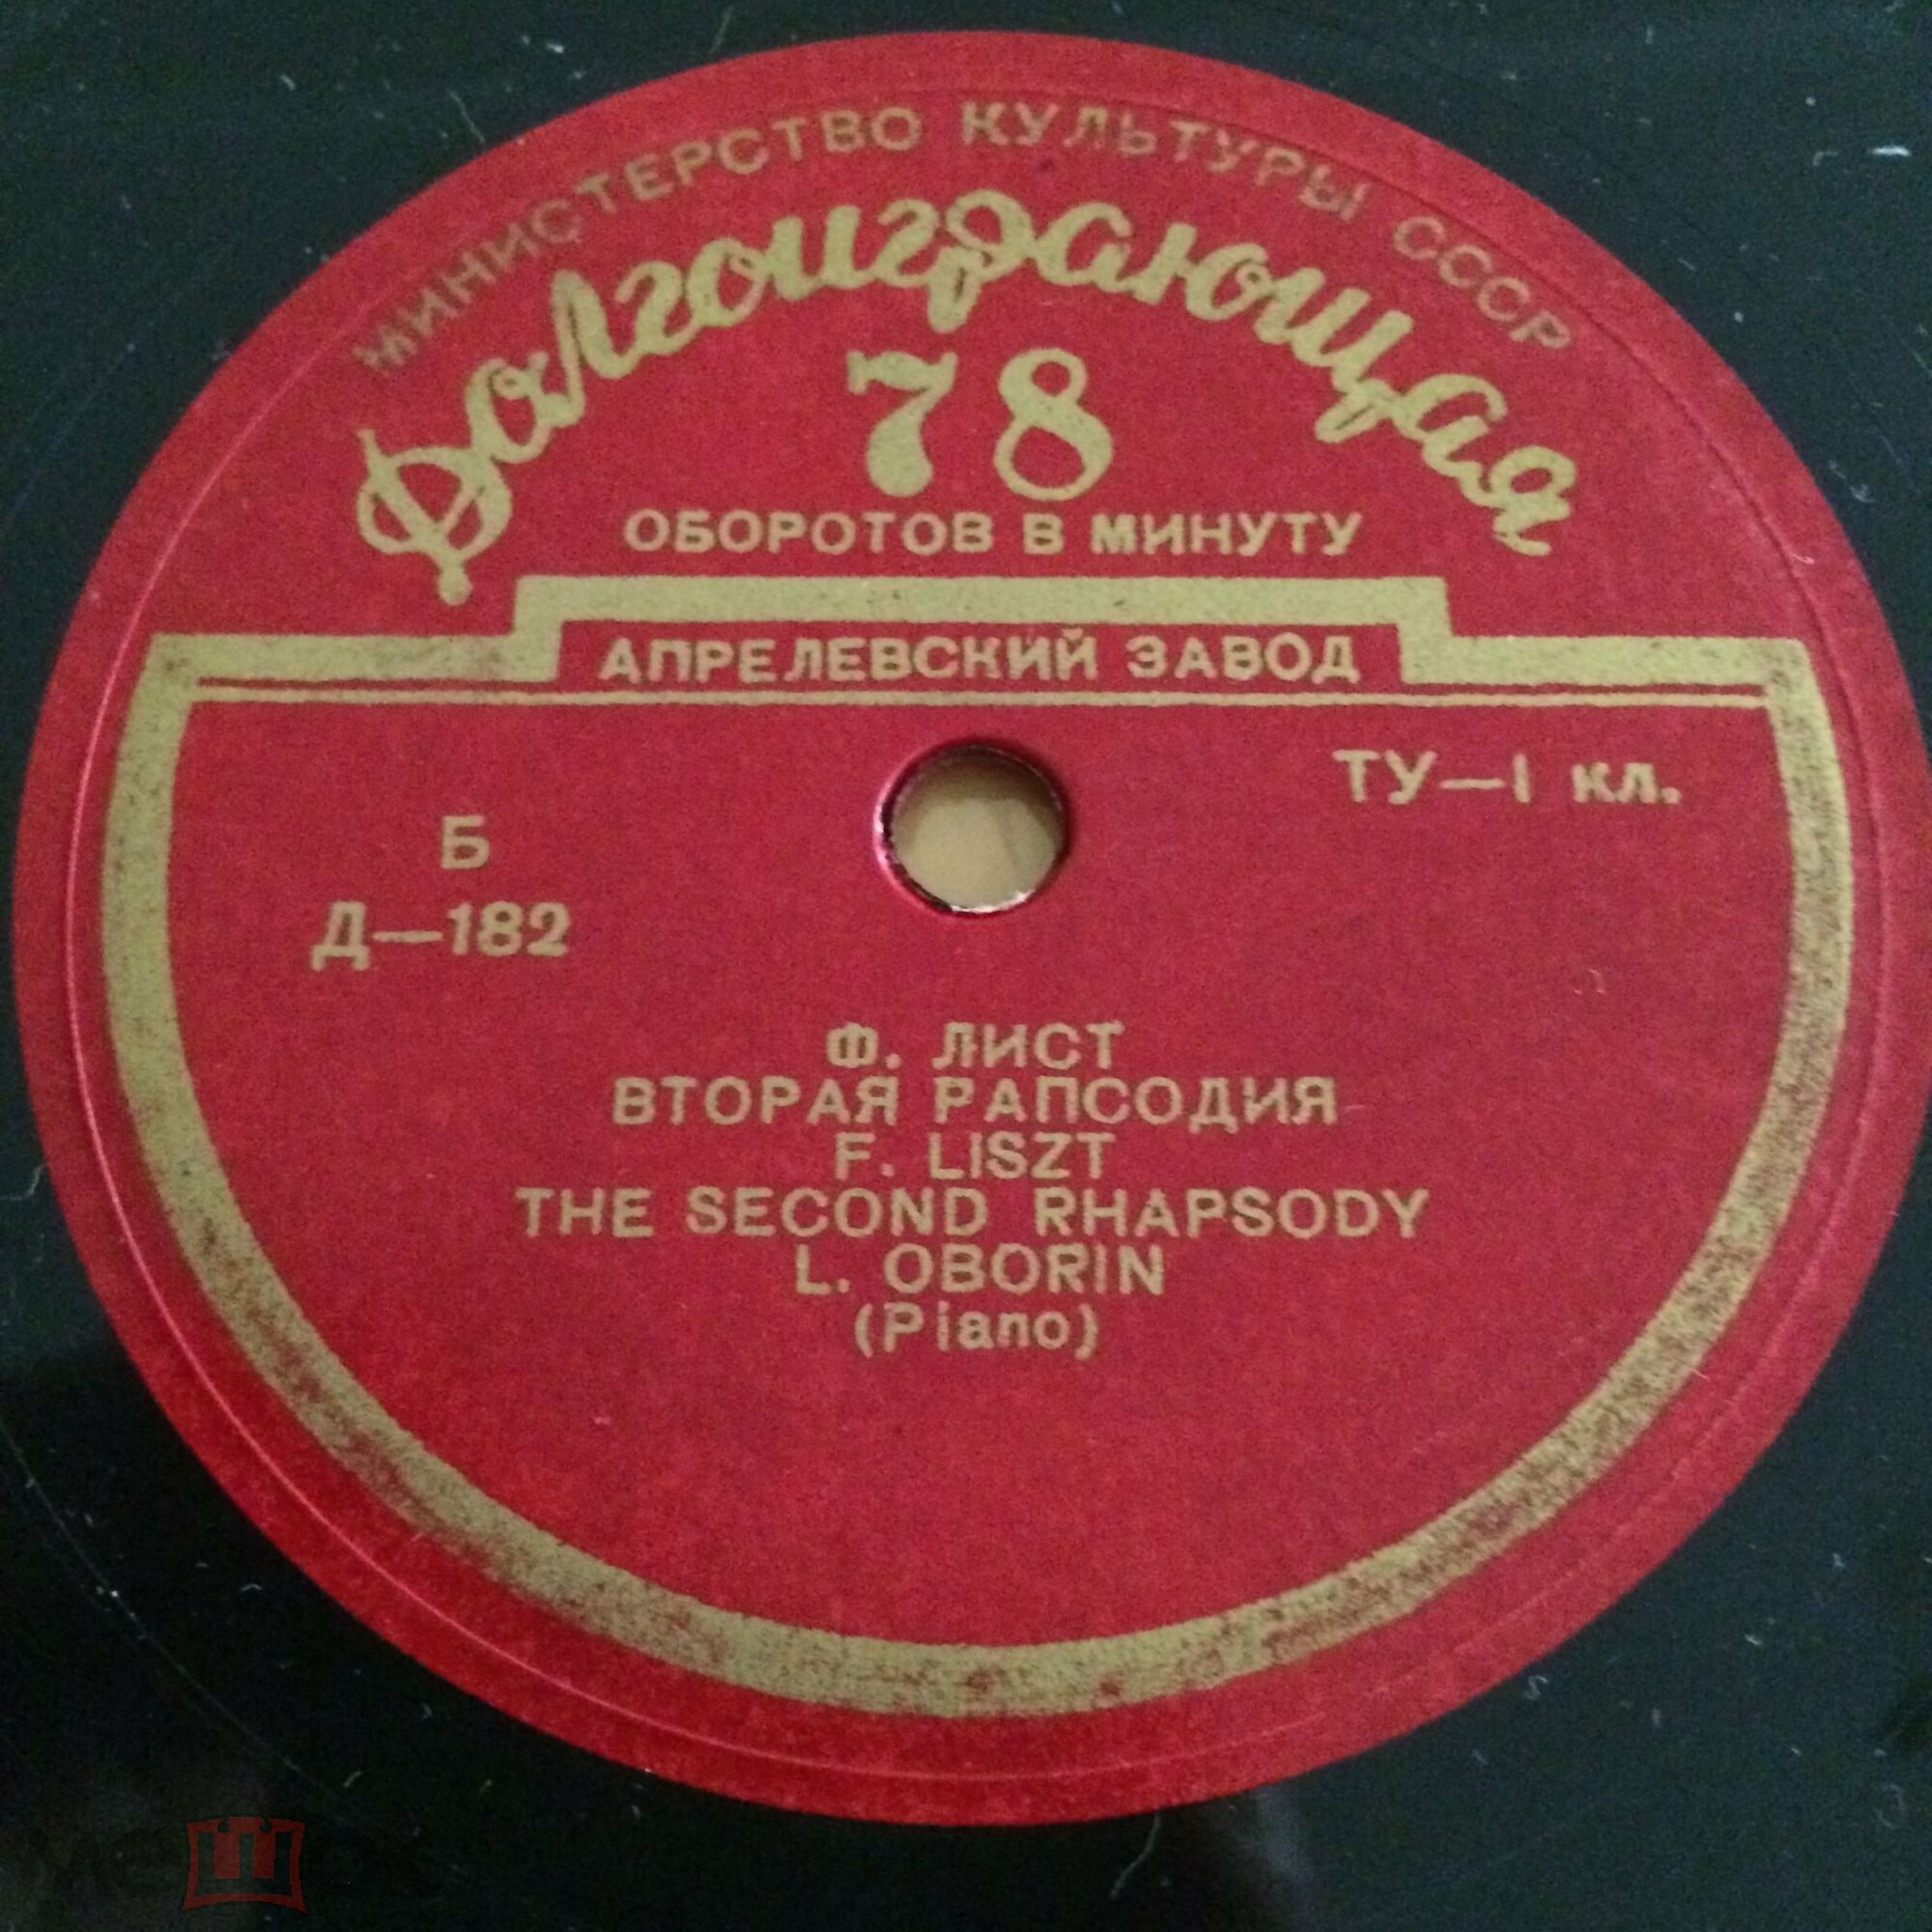 МИНИСТЕРСТВО КУЛЬТУРЫ СССР
Долгоиграющая
78
ОБОРОТОВ В МИНУТУ
АПРЕЛЕВСКИЙ ЗАВОД
ТУ—I кл.
Б
Д—182
Ф. ЛИСТ
ВТОРАЯ РАПСОДИЯ
F. LISZT
THE SECOND RHAPSODY
L. OBORIN
(Piano)